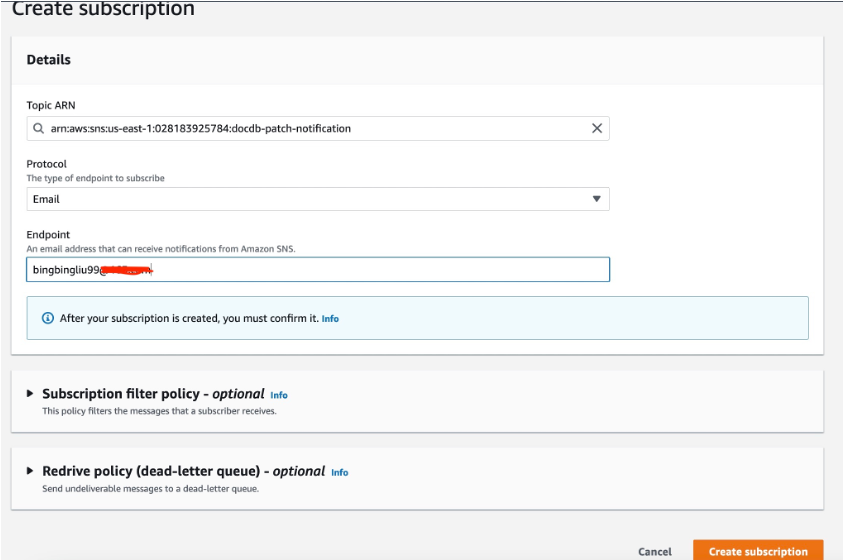 Create subscription
Details
Topic ARN
arn:aws:sns:us-east-1:028183925784:docdb-patch-notification
Protocol
The type of endpoint to subscribe
Email
Endpoint
An email address that can receive notifications from Amazon SNS.
bingbingliu99@
After your subscription is created, you must confirm it. Info
Subscription filter policy - optional Info
This policy filters the messages that a subscriber receives.
Redrive policy (dead-letter queue) - optional Info
Send undeliverable messages to a dead-letter queue.
Cancel
Create subscription